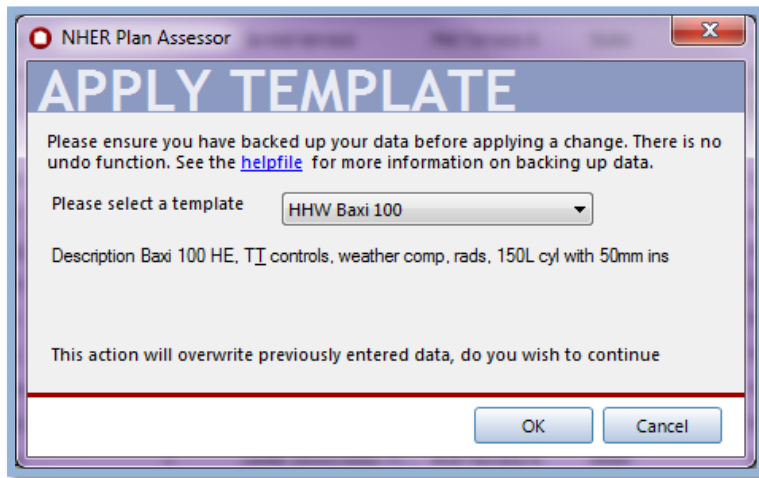 NHER Plan Assessor
APPLY TEMPLATE
Please ensure you have backed up your data before applying a change. There is no
undo function. See the helpfile for more information on backing up data.
Please select a template
HHW Baxi 100
Description Baxi 100 HE, TT controls, weather comp, rads, 150L cyl with 50mm ins
This action will overwrite previously entered data, do you wish to continue
OK
Cancel